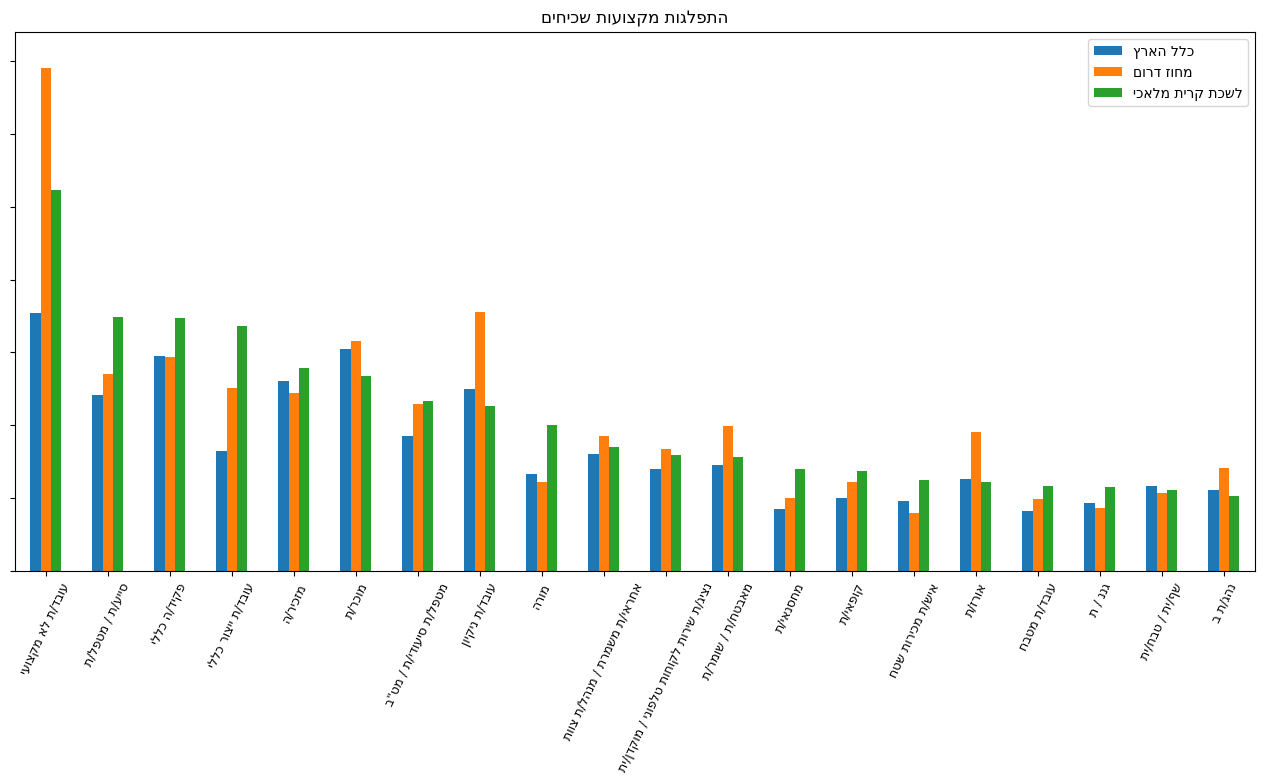 התפלגות מקצועות שכיחים
כלל הארץ
מחוז דרום
לשכת קרית מלאכי
עובד/ת לא מקצועי
סייע/ת / מטפל/ת
פקיד/ה כללי
עובד/ת ייצור כללי
מזכיר/ה
מוכר/ת
מטפל/ת סיעודי/ת / מט"ב
עובד/ת ניקיון
מורה
אחראי/ת משמרת / מנהל/ת צוות
נציג/ת שירות לקוחות טלפוני / מוקדן/ית
מאבטח/ת / שומר/ת
מחסנאי/ת
קופאי/ת
איש/ת מכירות שטח
אורז/ת
עובד/ת מטבח
גננ / ת
שף/ית / טבח/ית
נהג/ת ב